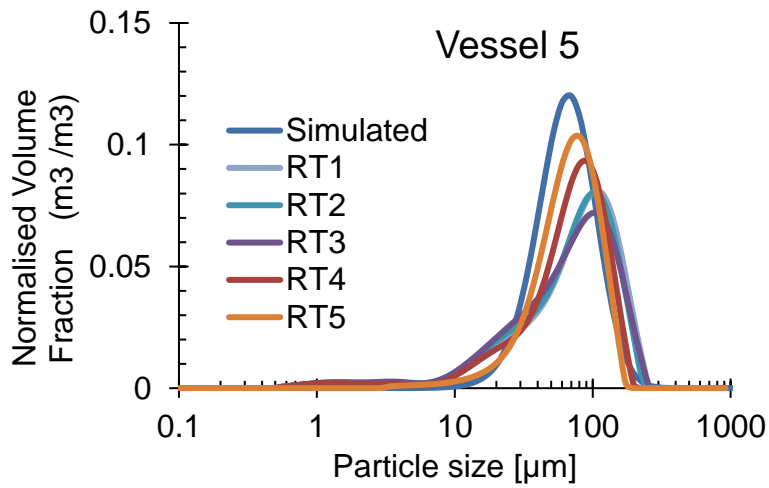 Vessel 5
Normalised Volume
Fraction (m3 /m3)
0.15
0.1
0.05
0
Simulated
RT1
RT2
RT3
RT4
RT5
0.1 1 10 100 1000
Particle size [µm]